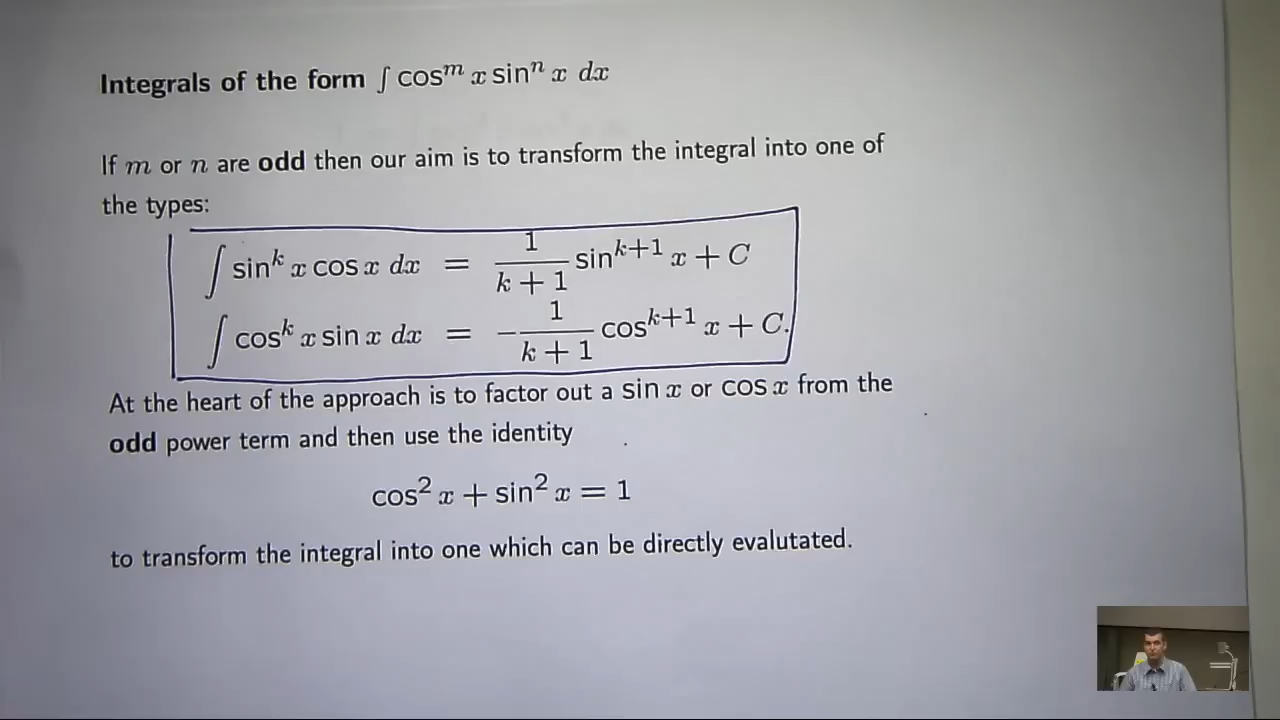 Integrals of the form ∫ cos^m x sin^n x dx
If m or n are odd then our aim is to transform the integral into one of
the types:
∫ sin^k x cos x dx = 1/(k + 1) sin^{k+1} x + C
∫ cos^k x sin x dx = −1/(k + 1) cos^{k+1} x + C.
At the heart of the approach is to factor out a sin x or cos x from the
odd power term and then use the identity
cos² x + sin² x = 1
to transform the integral into one which can be directly evalutated.